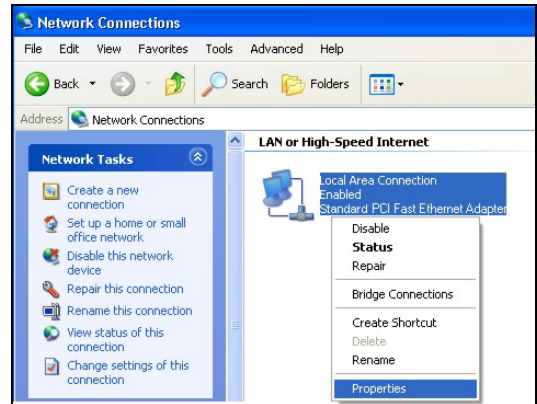 Network Connections
File Edit View Favorites Tools Advanced Help
Back Search Folders
Address Network Connections
Network Tasks
Create a new
connection
Set up a home or small
office network
Disable this network
device
Repair this connection
Rename this connection
View status of this
connection
Change settings of this
connection
LAN or High-Speed Internet
Local Area Connection
Enabled
Standard PCI Fast Ethernet Adapter
Disable
Status
Repair
Bridge Connections
Create Shortcut
Delete
Rename
Properties